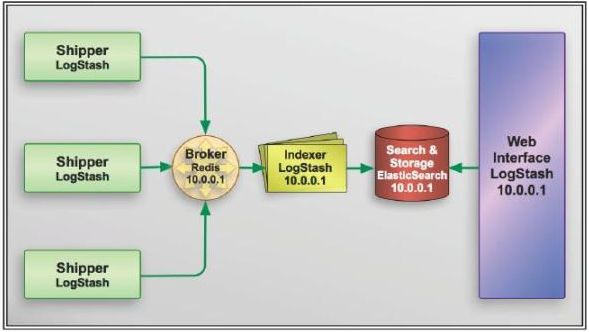 Shipper
LogStash
Shipper
LogStash
Shipper
LogStash
Broker
Redis
10.0.0.1
Indexer
LogStash
10.0.0.1
Search &
Storage
ElasticSearch
10.0.0.1
Web
Interface
LogStash
10.0.0.1